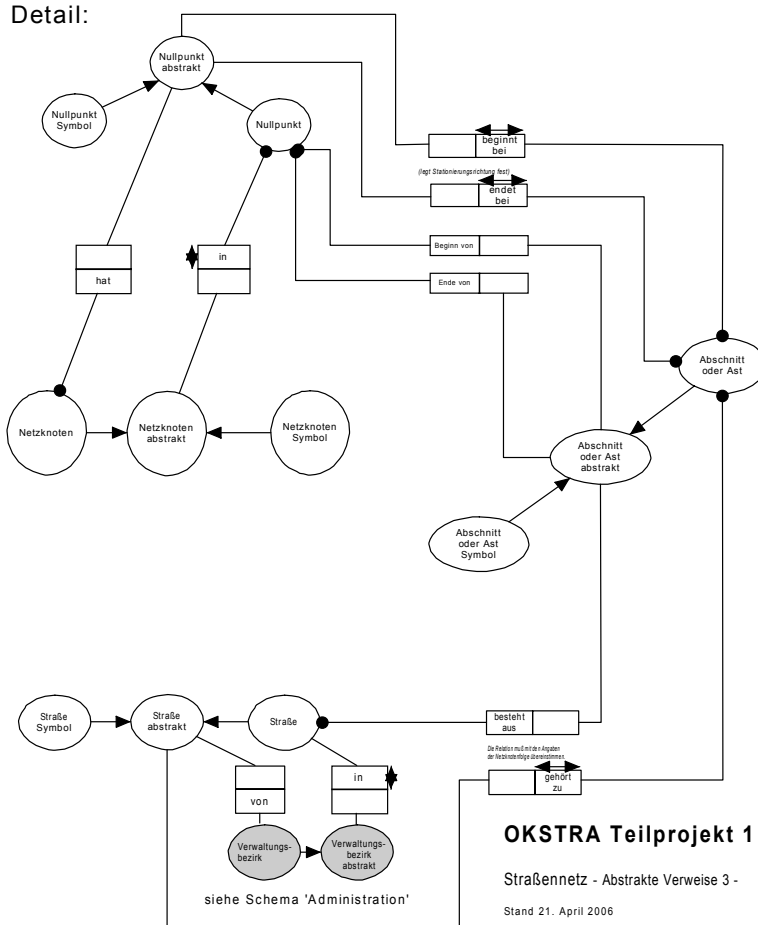 Detail:
Nullpunkt
abstrakt
Nullpunkt
Symbol
Nullpunkt
beginnt
bei
(legt Stationierungsrichtung fest)
endet
bei
Beginn von
Ende von
in
hat
Abschnitt
oder Ast
Netzknoten
Netzknoten
abstrakt
Netzknoten
Symbol
Abschnitt
oder Ast
abstrakt
Abschnitt
oder Ast
Symbol
Straße
Symbol
Straße
abstrakt
Straße
besteht
aus
Die Relation muß mit den Angaben
der Netzknotenfolge übereinstimmen.
gehört
zu
in
von
Verwaltungs-
bezirk
Verwaltungs-
bezirk
abstrakt
siehe Schema 'Administration'
OKSTRA Teilprojekt 1
Straßennetz - Abstrakte Verweise 3 -
Stand 21. April 2006